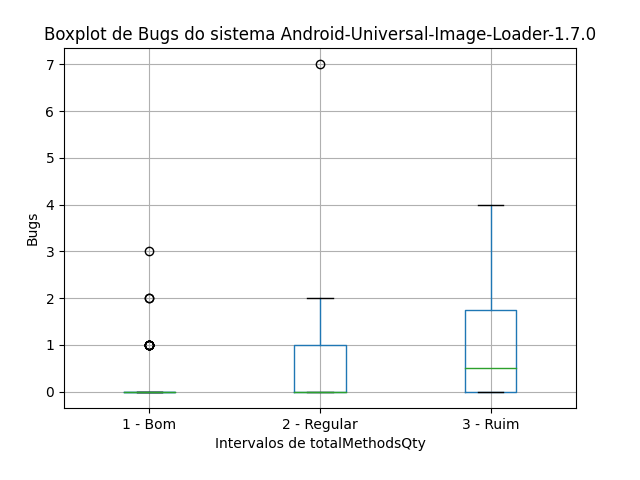 Boxplot de Bugs do sistema Android-Universal-Image-Loader-1.7.0
7
6
5
4
3
2
1
0
Bugs
1 - Bom
2 - Regular
3 - Ruim
Intervalos de totalMethodsQty